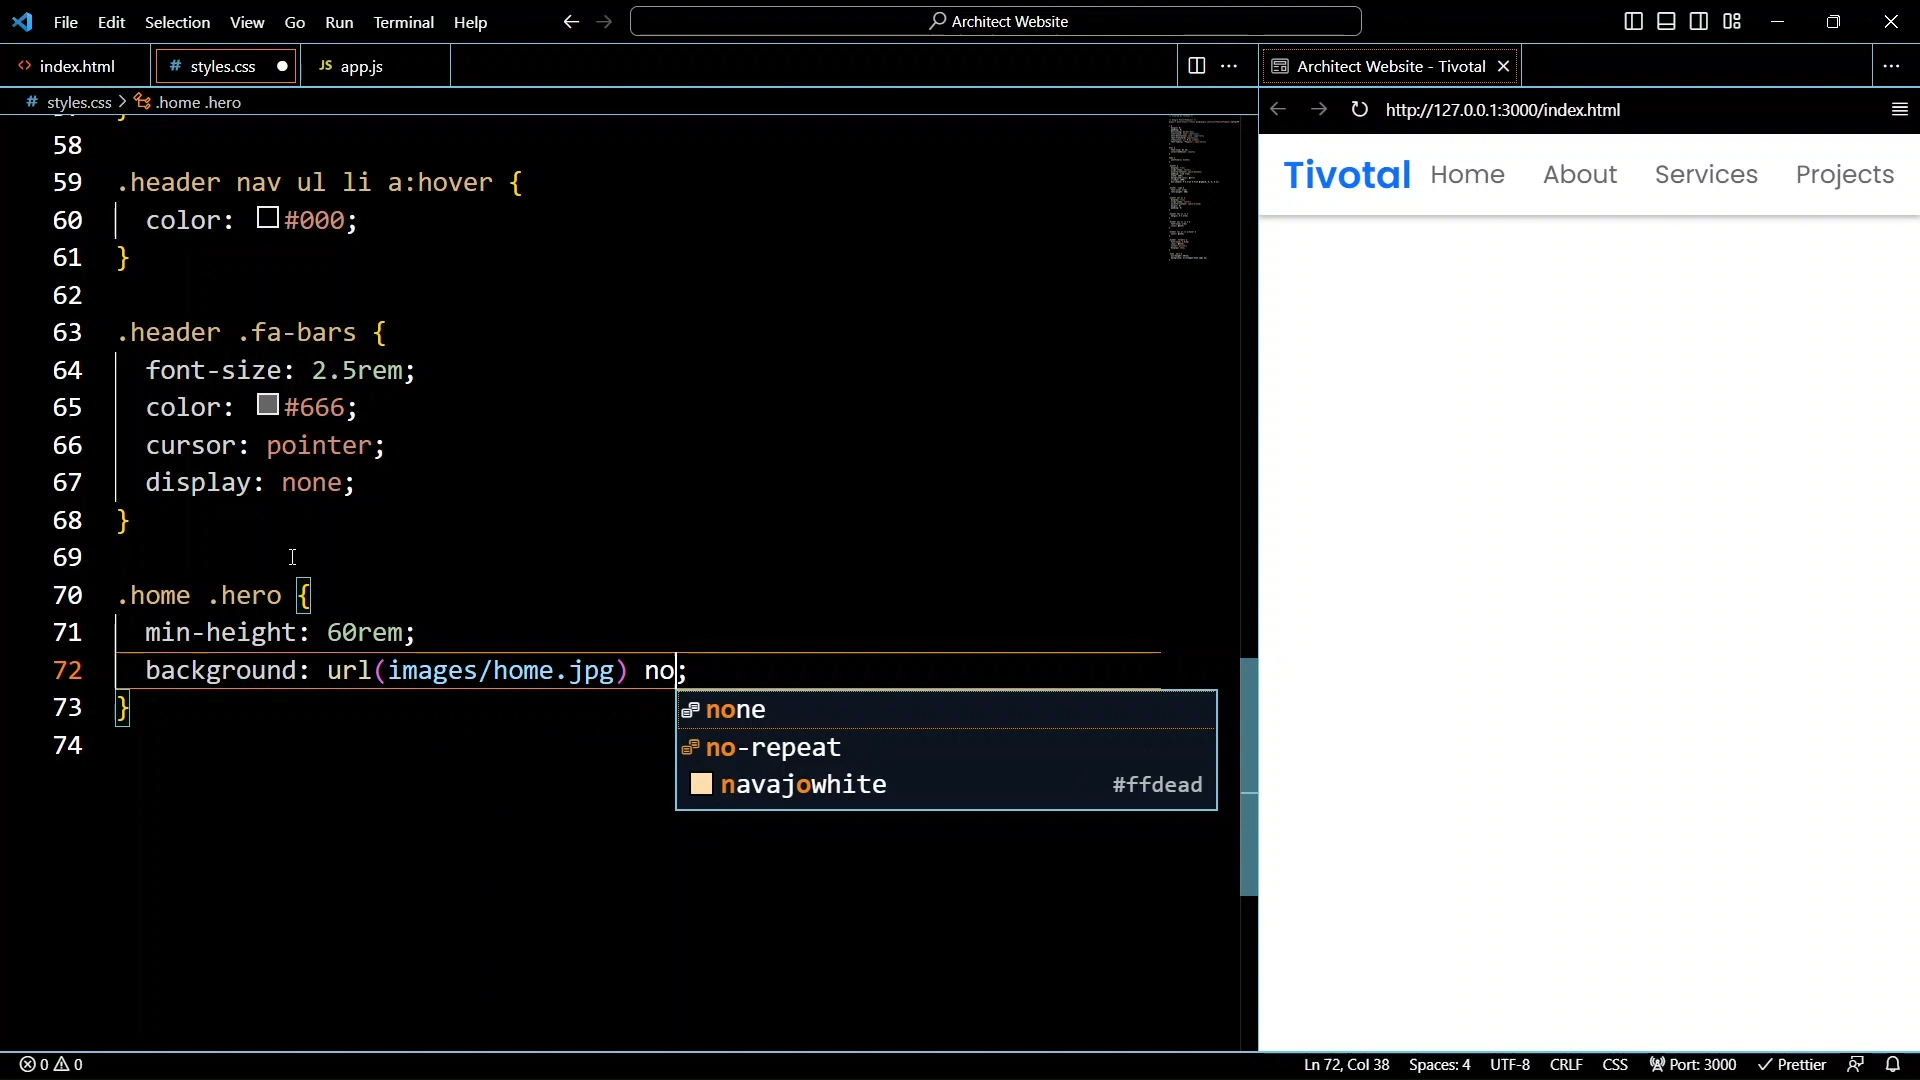 File Edit Selection View Go Run Terminal Help
Architect Website
index.html
# styles.css
JS app.js
Architect Website - Tivotal
# styles.css > .home .hero
http://127.0.0.1:3000/index.html
58
59 .header nav ul li a:hover {
60 color: #000;
61 }
62
63 .header .fa-bars {
64 font-size: 2.5rem;
65 color: #666;
66 cursor: pointer;
67 display: none;
68 }
69
70 .home .hero {
71 min-height: 60rem;
72 background: url(images/home.jpg) no;
73 }
74
none
no-repeat
navajowhite #ffdead
Tivotal Home About Services Projects
0 0
Ln 72, Col 38 Spaces: 4 UTF-8 CRLF CSS Port: 3000 Prettier